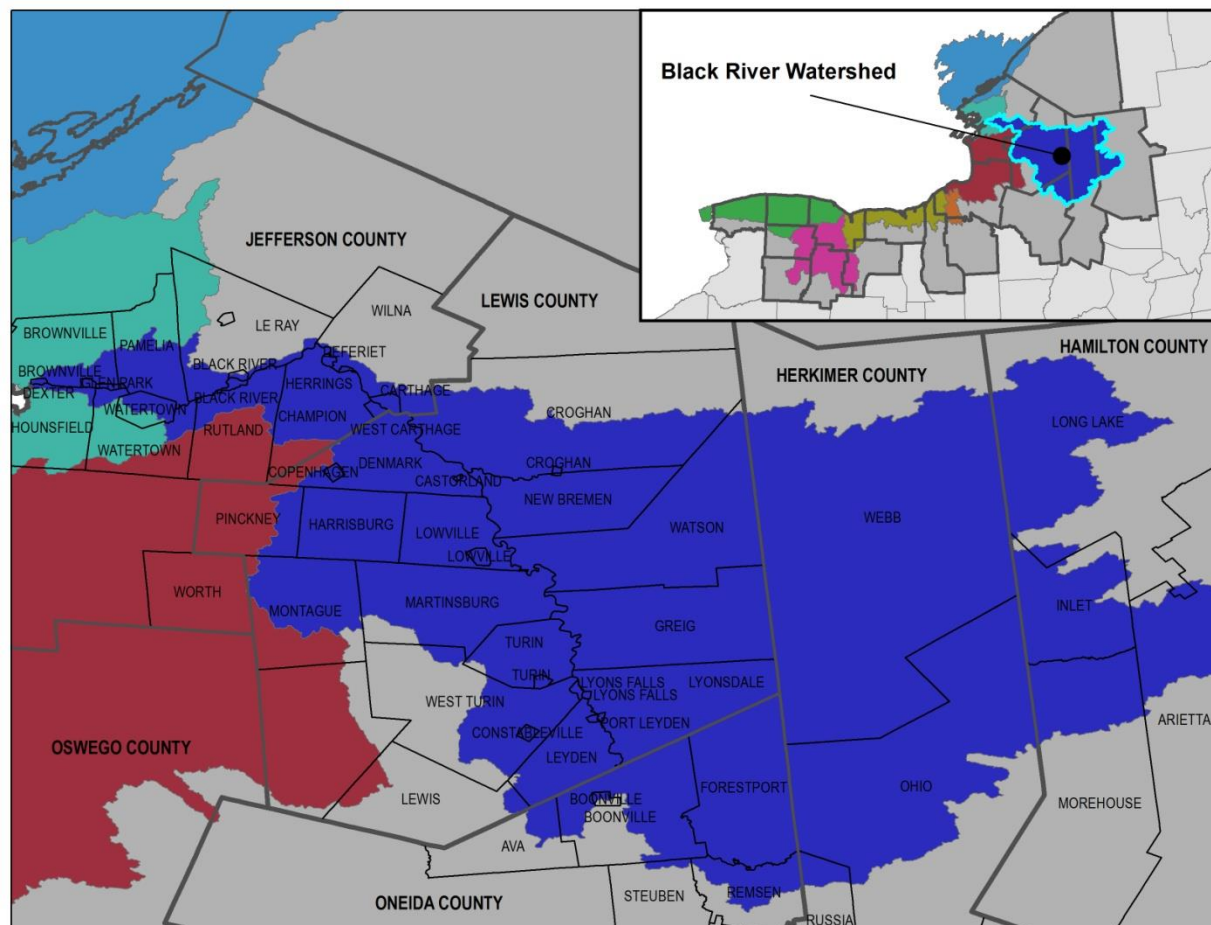 Black River Watershed
JEFFERSON COUNTY
LEWIS COUNTY
WILNA
LE RAY
BROWNVILLE
PAMELIA
DEFERIET
HAMILTON COUNTY
HERKIMER COUNTY
BROWNVILLE
GLEN PARK
BLACK RIVER
HERRINGS
DEXTER
WATERTOWN
BLACK RIVER
CARTHAGE
CHAMPION
CROGHAN
LONG LAKE
HOUNSFIELD
RUTLAND
WEST CARTHAGE
WATERTOWN
DENMARK
CROGHAN
COPENHAGEN
CASTORLAND
NEW BREMEN
PINCKNEY
HARRISBURG
LOWVILLE
WATSON
WEBB
LOWVILLE
WORTH
MONTAGUE
MARTINSBURG
INLET
GREIG
TURIN
TURIN
LYONS FALLS
LYONSDALE
WEST TURIN
LYONS FALLS
PORT LEYDEN
ARIETTA
CONSTABLEVILLE
OSWEGO COUNTY
LEYDEN
FORESTPORT
OHIO
LEWIS
BOONVILLE
MOREHOUSE
BOONVILLE
AVA
STEUBEN
REMSEN
ONEIDA COUNTY
RUSSIA